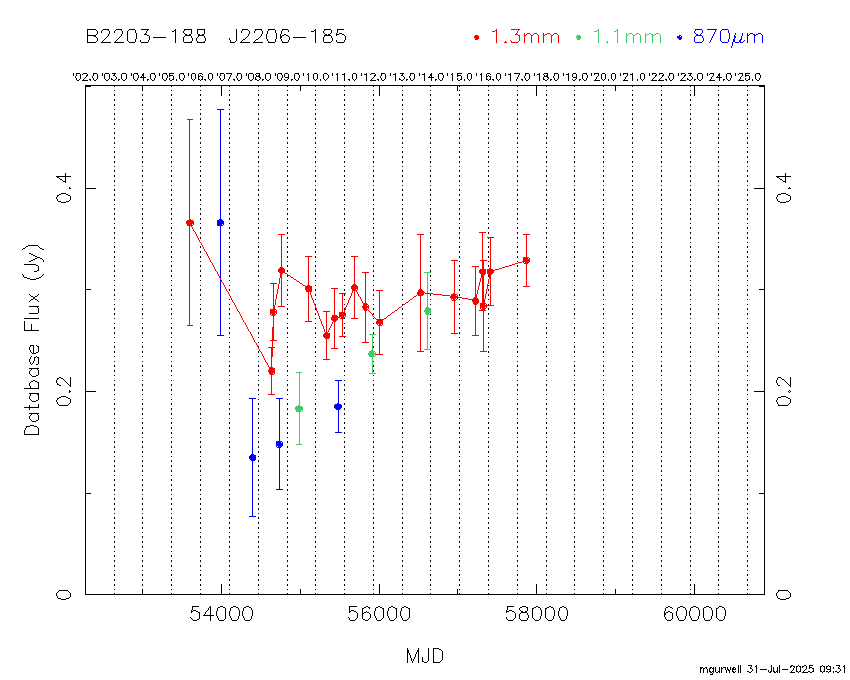 B2203-188 J2206-185 1.3mm 1.1mm 870μm
'02.0 '03.0 '04.0 '05.0 '06.0 '07.0 '08.0 '09.0 '10.0 '11.0 '12.0 '13.0 '14.0 '15.0 '16.0 '17.0 '18.0 '19.0 '20.0 '21.0 '22.0 '23.0 '24.0 '25.0
0.4 0.4
Database Flux (Jy)
0.2 0.2
0 0
54000 56000 58000 60000
MJD
mgurwell 31-Jul-2025 09:31